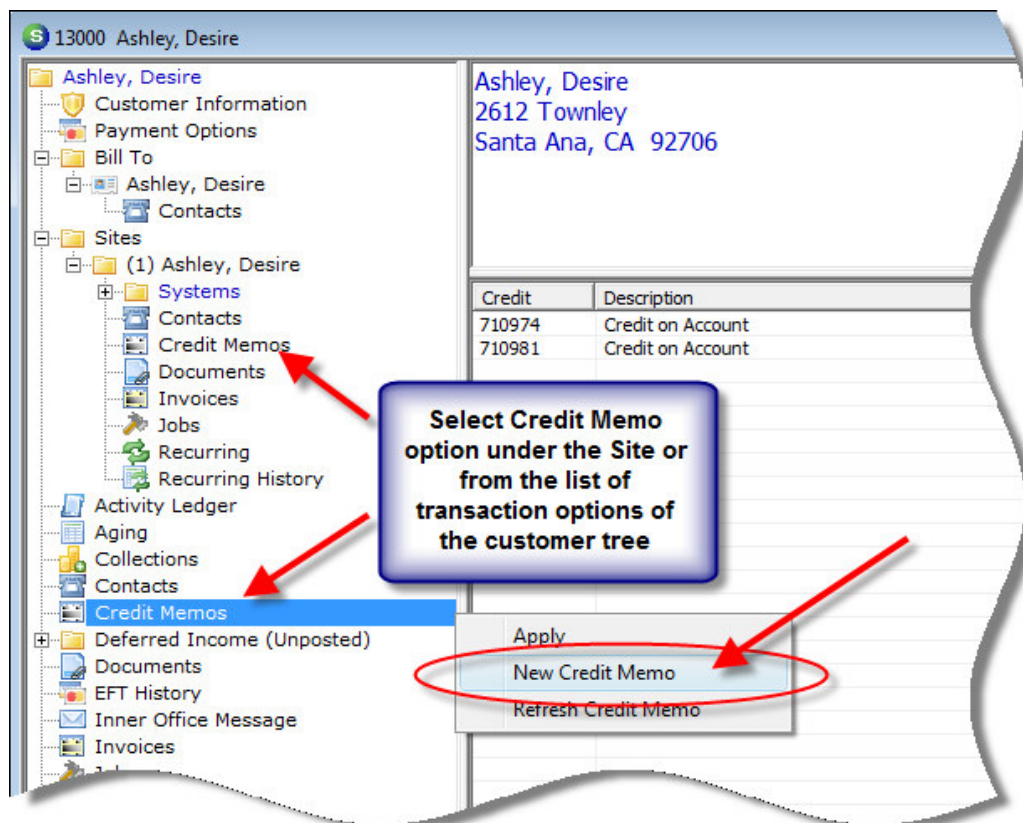 S 13000 Ashley, Desire
Ashley, Desire
Customer Information
Payment Options
Bill To
Ashley, Desire
Contacts
Sites
(1) Ashley, Desire
Systems
Contacts
Credit Memos
Documents
Invoices
Jobs
Recurring
Recurring History
Activity Ledger
Aging
Collections
Contacts
Credit Memos
Deferred Income (Unposted)
Documents
EFT History
Inner Office Message
Invoices
Ashley, Desire
2612 Townley
Santa Ana, CA 92706
Credit Description
710974 Credit on Account
710981 Credit on Account
Select Credit Memo
option under the Site or
from the list of
transaction options of
the customer tree
Apply
New Credit Memo
Refresh Credit Memo